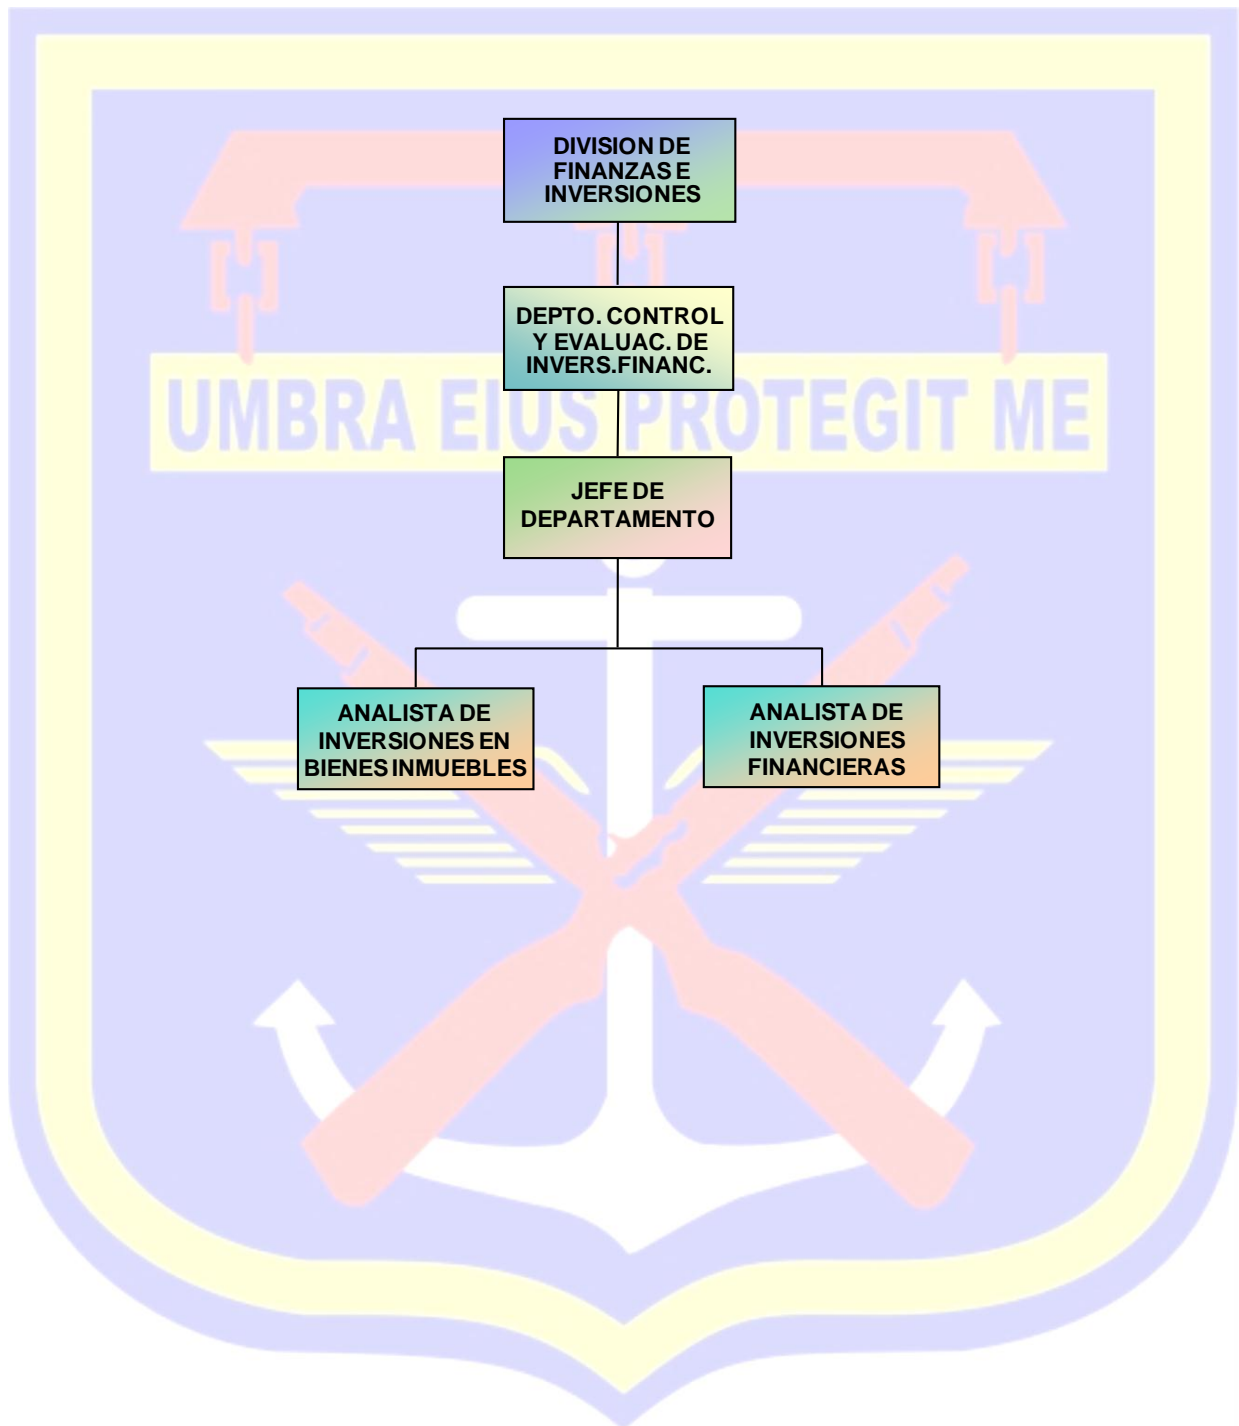 DIVISION DE
FINANZAS E
INVERSIONES
DEPTO. CONTROL
Y EVALUAC. DE
INVERS.FINANC.
UMBRA EIUS PROTEGIT ME
JEFE DE
DEPARTAMENTO
ANALISTA DE
INVERSIONES EN
BIENES INMUEBLES
ANALISTA DE
INVERSIONES
FINANCIERAS